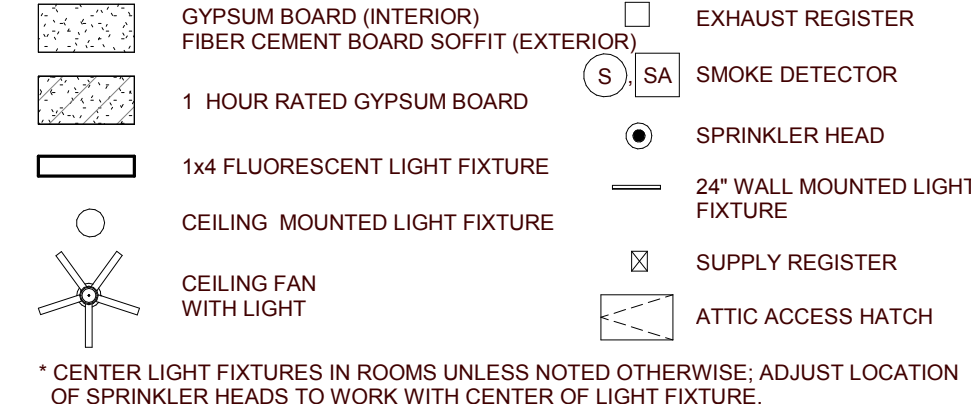 GYPSUM BOARD (INTERIOR)
FIBER CEMENT BOARD SOFFIT (EXTERIOR)
1 HOUR RATED GYPSUM BOARD
1x4 FLUORESCENT LIGHT FIXTURE
CEILING MOUNTED LIGHT FIXTURE
CEILING FAN
WITH LIGHT
EXHAUST REGISTER
S, SA SMOKE DETECTOR
SPRINKLER HEAD
24" WALL MOUNTED LIGHT
FIXTURE
SUPPLY REGISTER
ATTIC ACCESS HATCH
* CENTER LIGHT FIXTURES IN ROOMS UNLESS NOTED OTHERWISE; ADJUST LOCATION
OF SPRINKLER HEADS TO WORK WITH CENTER OF LIGHT FIXTURE.